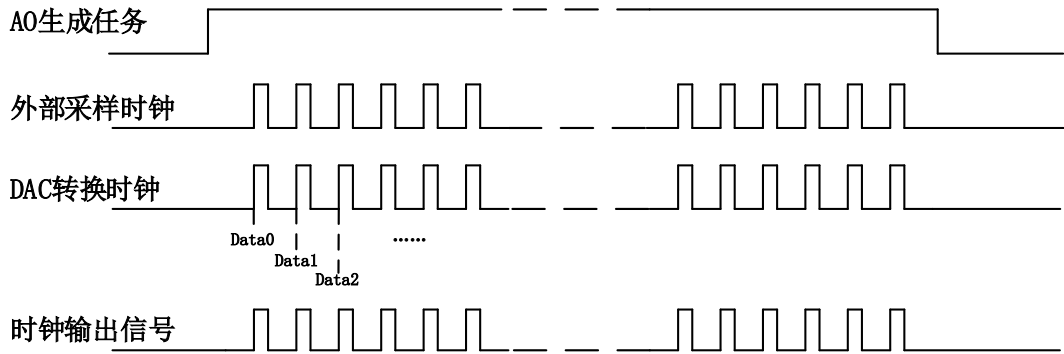 AO生成任务
外部采样时钟
DAC转换时钟
Data0
Data1
Data2
……
时钟输出信号